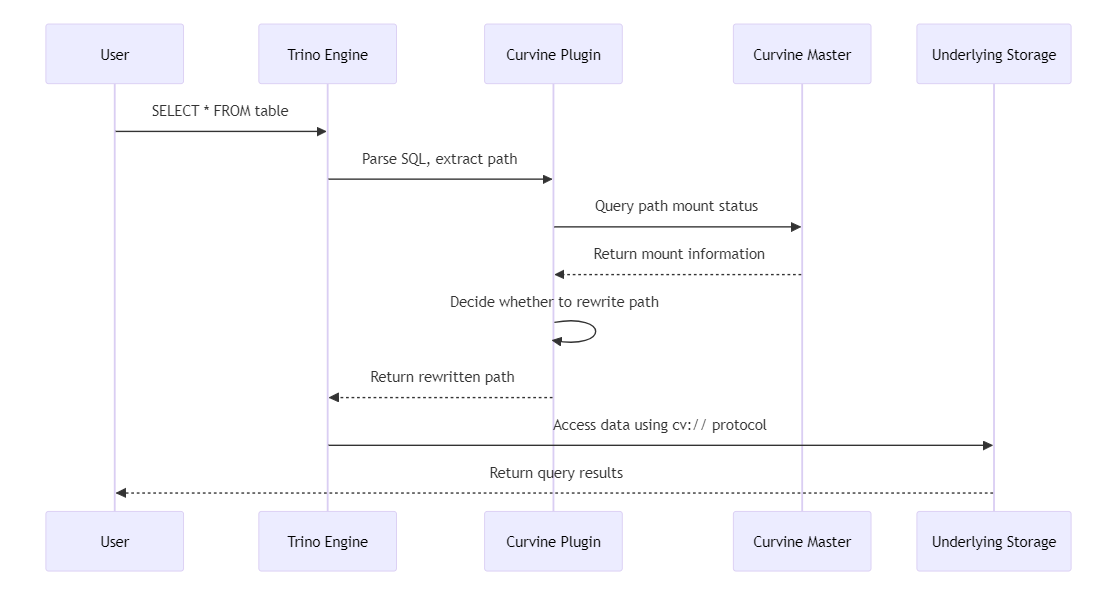 User
Trino Engine
Curvine Plugin
Curvine Master
Underlying Storage
SELECT * FROM table
Parse SQL, extract path
Query path mount status
Return mount information
Decide whether to rewrite path
Return rewritten path
Access data using cv:// protocol
Return query results
User
Trino Engine
Curvine Plugin
Curvine Master
Underlying Storage